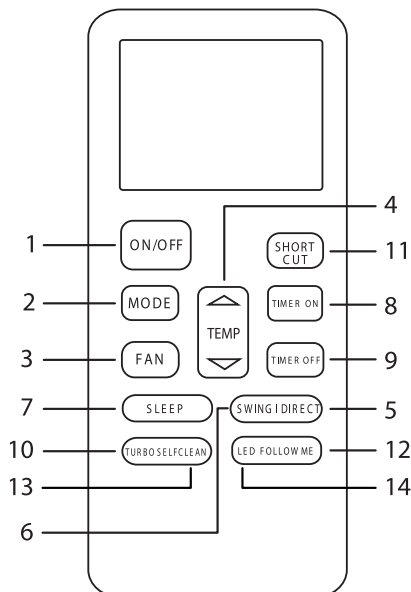 4
1 ON/OFF SHORT CUT 11
2 MODE TEMP TIMER ON 8
3 FAN TIMER OFF 9
7 SLEEP SWING I DIRECT 5
10 TURBO SELFCLEAN LED FOLLOW ME 12
13 14
6